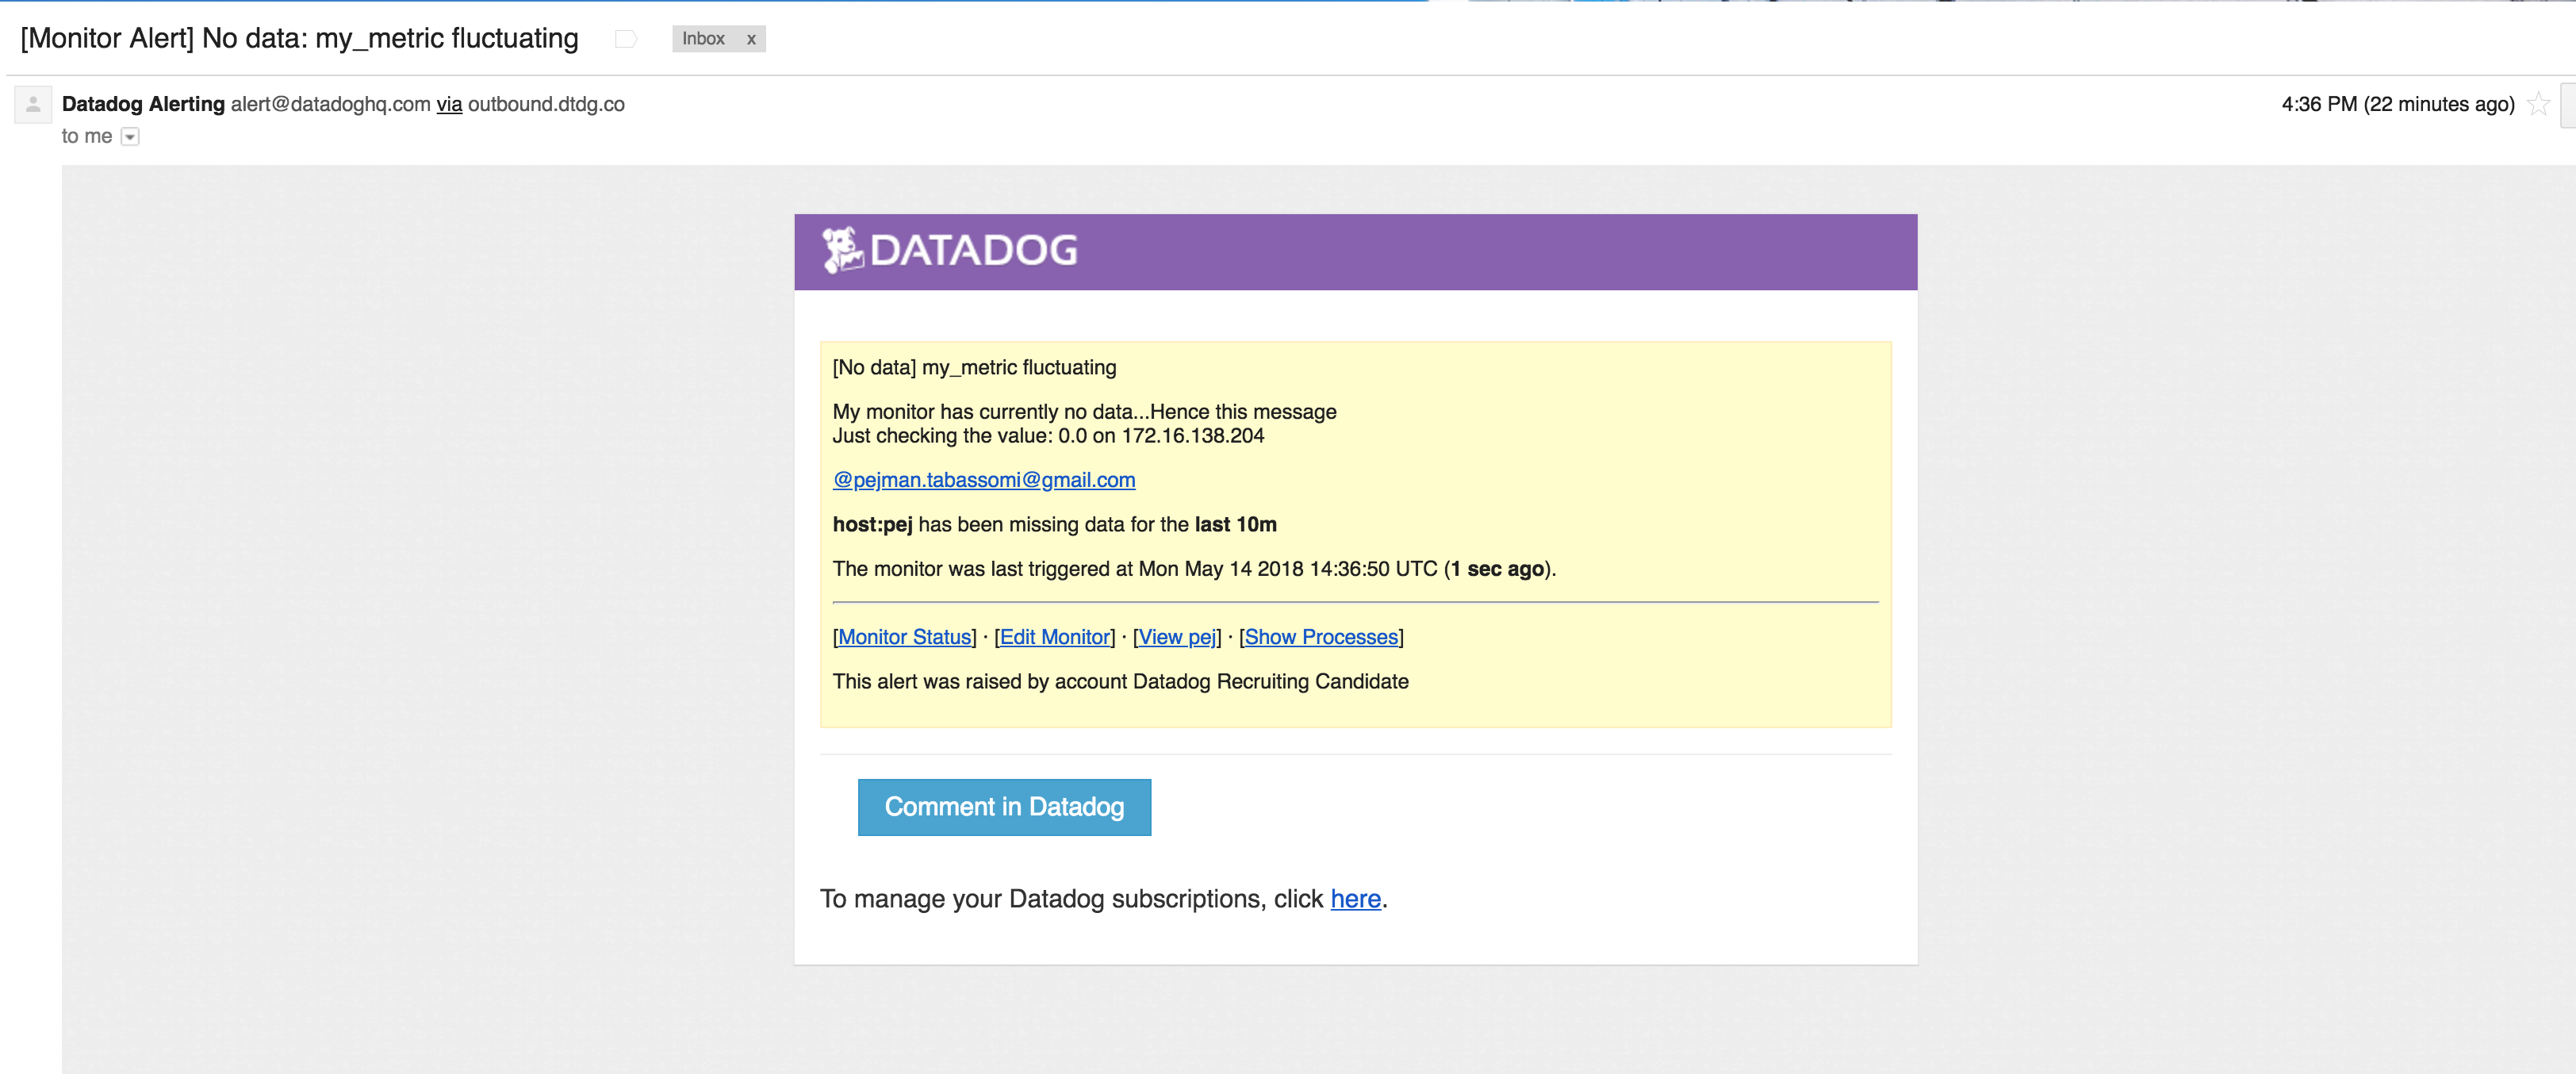 [Monitor Alert] No data: my_metric fluctuating Inbox x
Datadog Alerting alert@datadoghq.com via outbound.dtdg.co 4:36 PM (22 minutes ago)
to me
DATADOG
[No data] my_metric fluctuating
My monitor has currently no data...Hence this message
Just checking the value: 0.0 on 172.16.138.204
@pejman.tabassomi@gmail.com
host:pej has been missing data for the last 10m
The monitor was last triggered at Mon May 14 2018 14:36:50 UTC (1 sec ago).
[Monitor Status] · [Edit Monitor] · [View pej] · [Show Processes]
This alert was raised by account Datadog Recruiting Candidate
Comment in Datadog
To manage your Datadog subscriptions, click here.